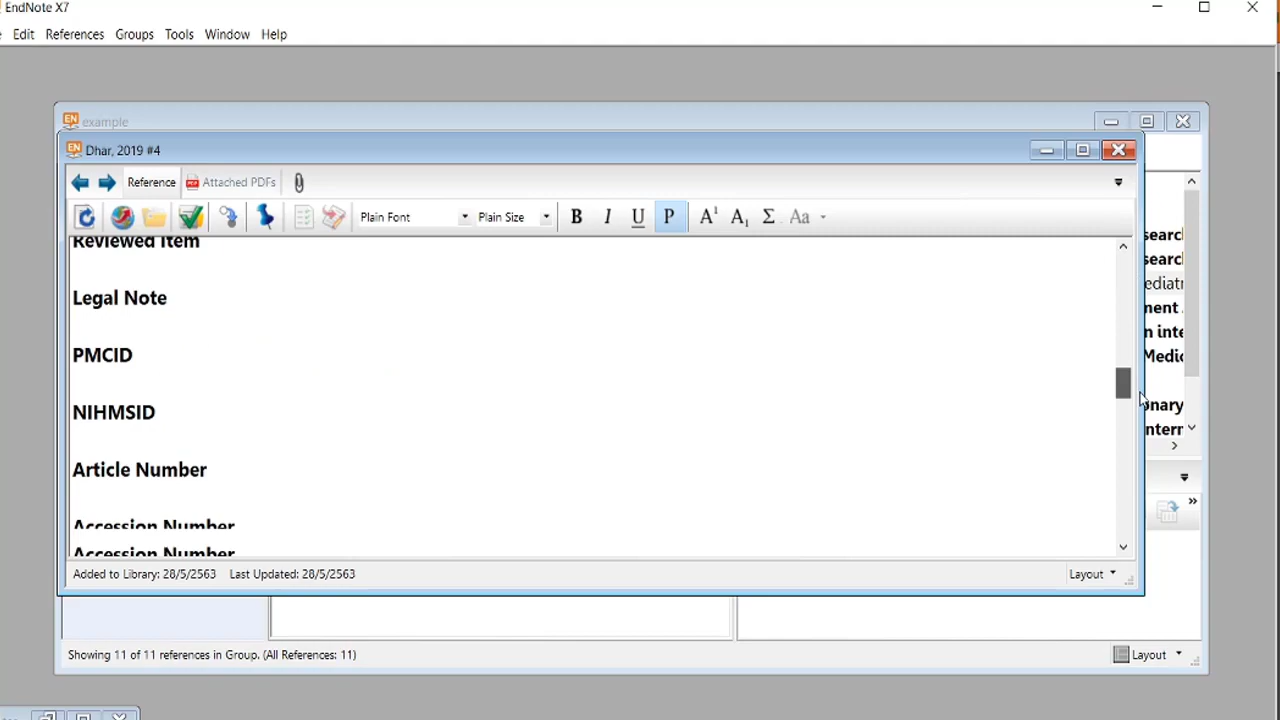 EndNote X7
Edit References Groups Tools Window Help
example
Dhar, 2019 #4
Reference Attached PDFs
Plain Font Plain Size B I U P A¹ A₁ Σ Aa
Reviewed Item
Legal Note
PMCID
NIHMSID
Article Number
Accession Number
Accession Number
Added to Library: 28/5/2563 Last Updated: 28/5/2563
Layout
Showing 11 of 11 references in Group. (All References: 11)
Layout